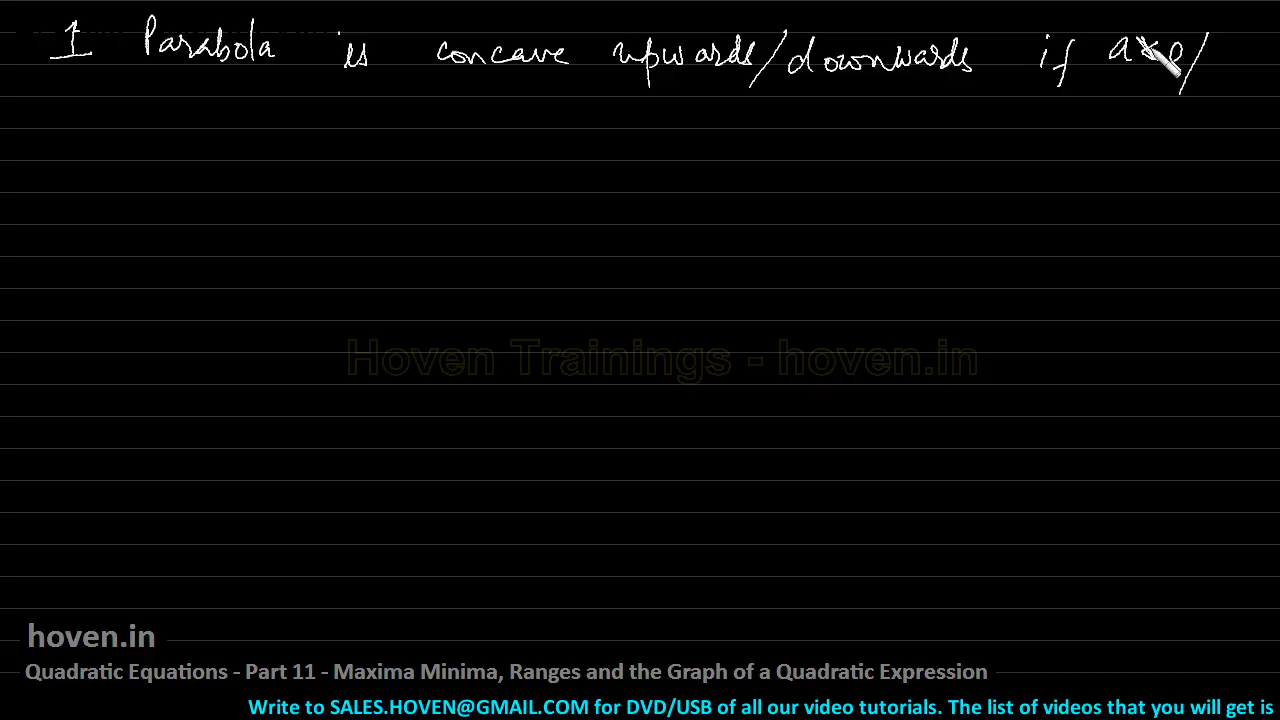 1 Parabola is concave upwards/downwards if a
Hoven Trainings - hoven.in
hoven.in
Quadratic Equations - Part 11 - Maxima Minima, Ranges and the Graph of a Quadratic Expression
Write to SALES.HOVEN@GMAIL.COM for DVD/USB of all our video tutorials. The list of videos that you will get is